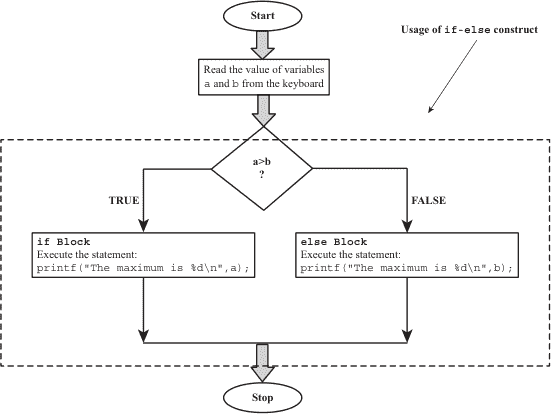 Start
Usage of if-else construct
Read the value of variables
a and b from the keyboard
a>b
?
TRUE
FALSE
if Block
Execute the statement:
printf("The maximum is %d\n",a);
else Block
Execute the statement:
printf("The maximum is %d\n",b);
Stop